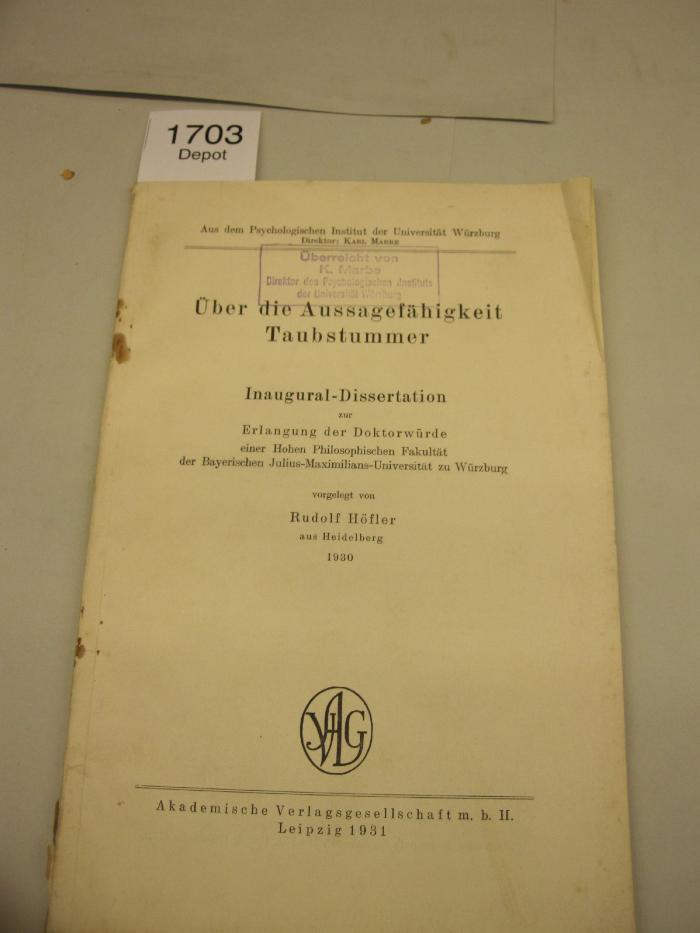 1703
Depot
Aus dem Psychologischen Institut der Universität Würzburg
Direktor: KARL MARBE
Überreicht von
K. Marbe
Direktor des Psychologischen Instituts
der Universität Würzburg
Über die Aussagefähigkeit
Taubstummer
Inaugural-Dissertation
zur
Erlangung der Doktorwürde
einer Hohen Philosophischen Fakultät
der Bayerischen Julius-Maximilians-Universität zu Würzburg
vorgelegt von
Rudolf Höfler
aus Heidelberg
1930
AVG
Akademische Verlagsgesellschaft m. b. H.
Leipzig 1931